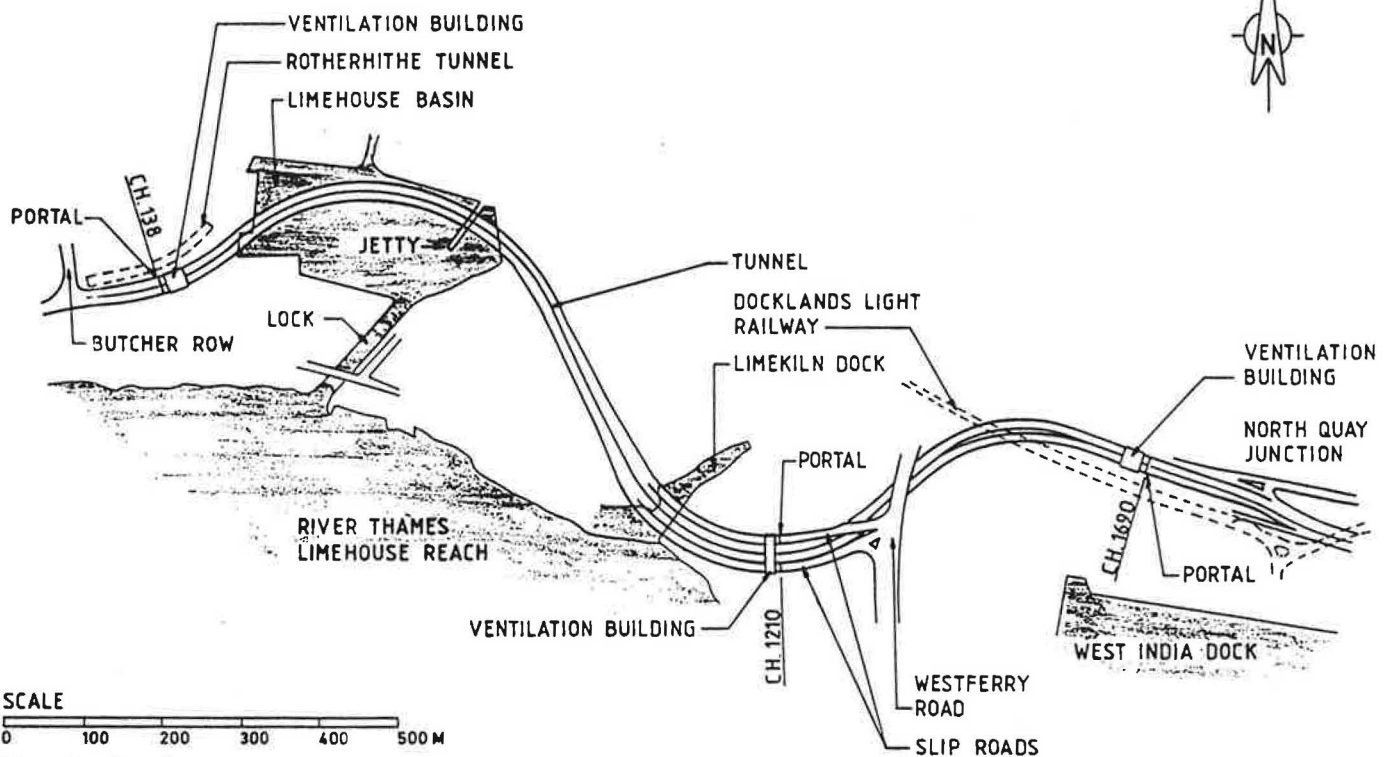 VENTILATION BUILDING
ROTHERHITHE TUNNEL
LIMEHOUSE BASIN
N
CH.138
PORTAL
JETTY
TUNNEL
DOCKLANDS LIGHT
RAILWAY
LOCK
BUTCHER ROW
LIMEKILN DOCK
VENTILATION
BUILDING
NORTH QUAY
JUNCTION
PORTAL
RIVER THAMES
LIMEHOUSE REACH
CH.1690
PORTAL
VENTILATION BUILDING
CH.1210
WEST INDIA DOCK
WESTFERRY
ROAD
SLIP ROADS
SCALE
0 100 200 300 400 500 M